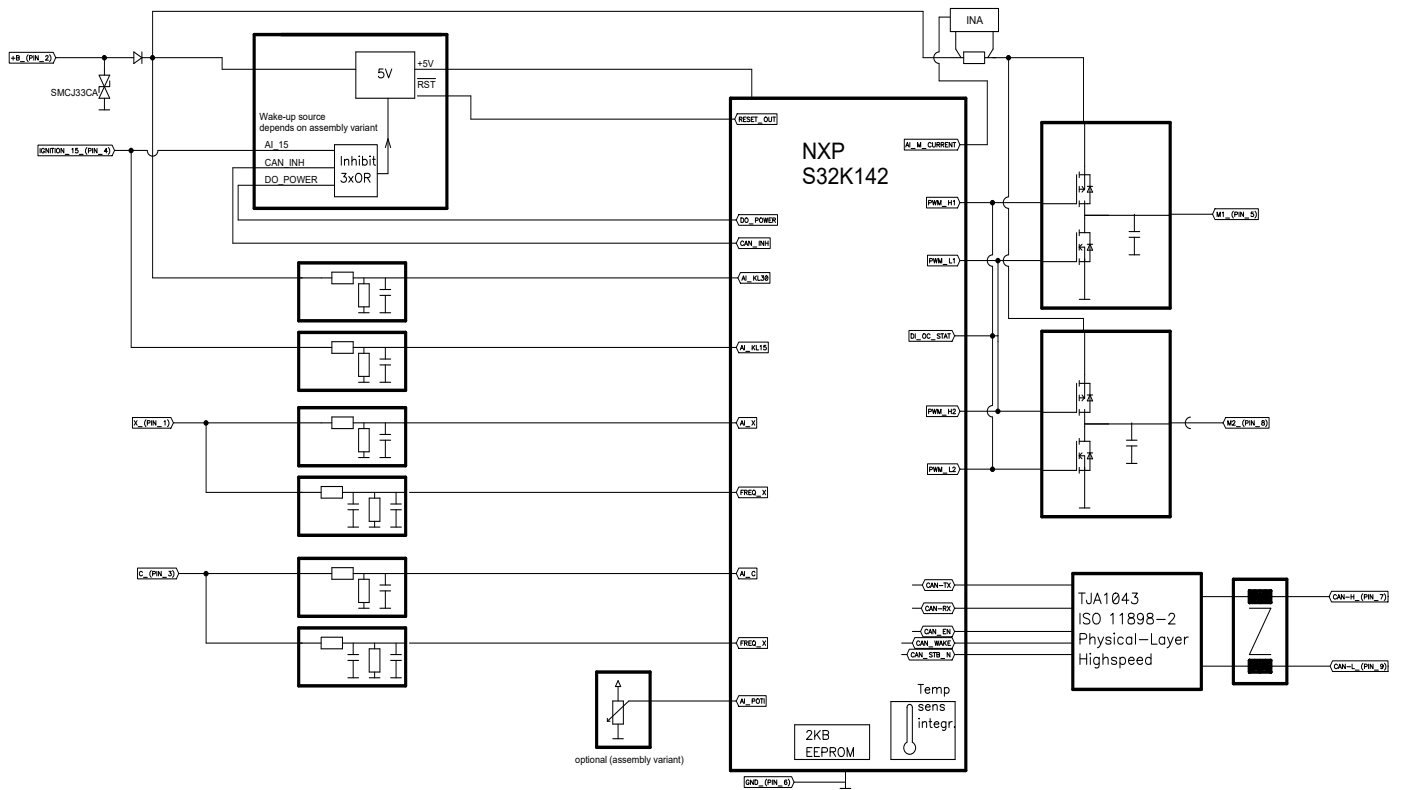 INA
+B_(PIN_2)
SMCJ33CA
5V
+5V
RST
Wake-up source
depends on assembly variant
IGNITION_15_(PIN_4)
AI_15
CAN_INH
DO_POWER
Inhibit
3xOR
RESET_OUT
NXP
S32K142
AI_M_CURRENT
PWM_H1
M1_(PIN_5)
DO_POWER
CAN_INH
PWM_L1
AI_KL30
DI_OC_STAT
AI_KL15
PWM_H2
X_(PIN_1)
AI_X
M2_(PIN_8)
PWM_L2
FREQ_X
C_(PIN_3)
AI_C
CAN-TX
CAN-RX
CAN_EN
CAN_WAKE
CAN_STB_N
TJA1043
ISO 11898-2
Physical-Layer
Highspeed
CAN-H_(PIN_7)
CAN-L_(PIN_9)
FREQ_X
AI_POTI
optional (assembly variant)
Temp
sens
integr.
2KB
EEPROM
GND_(PIN_6)